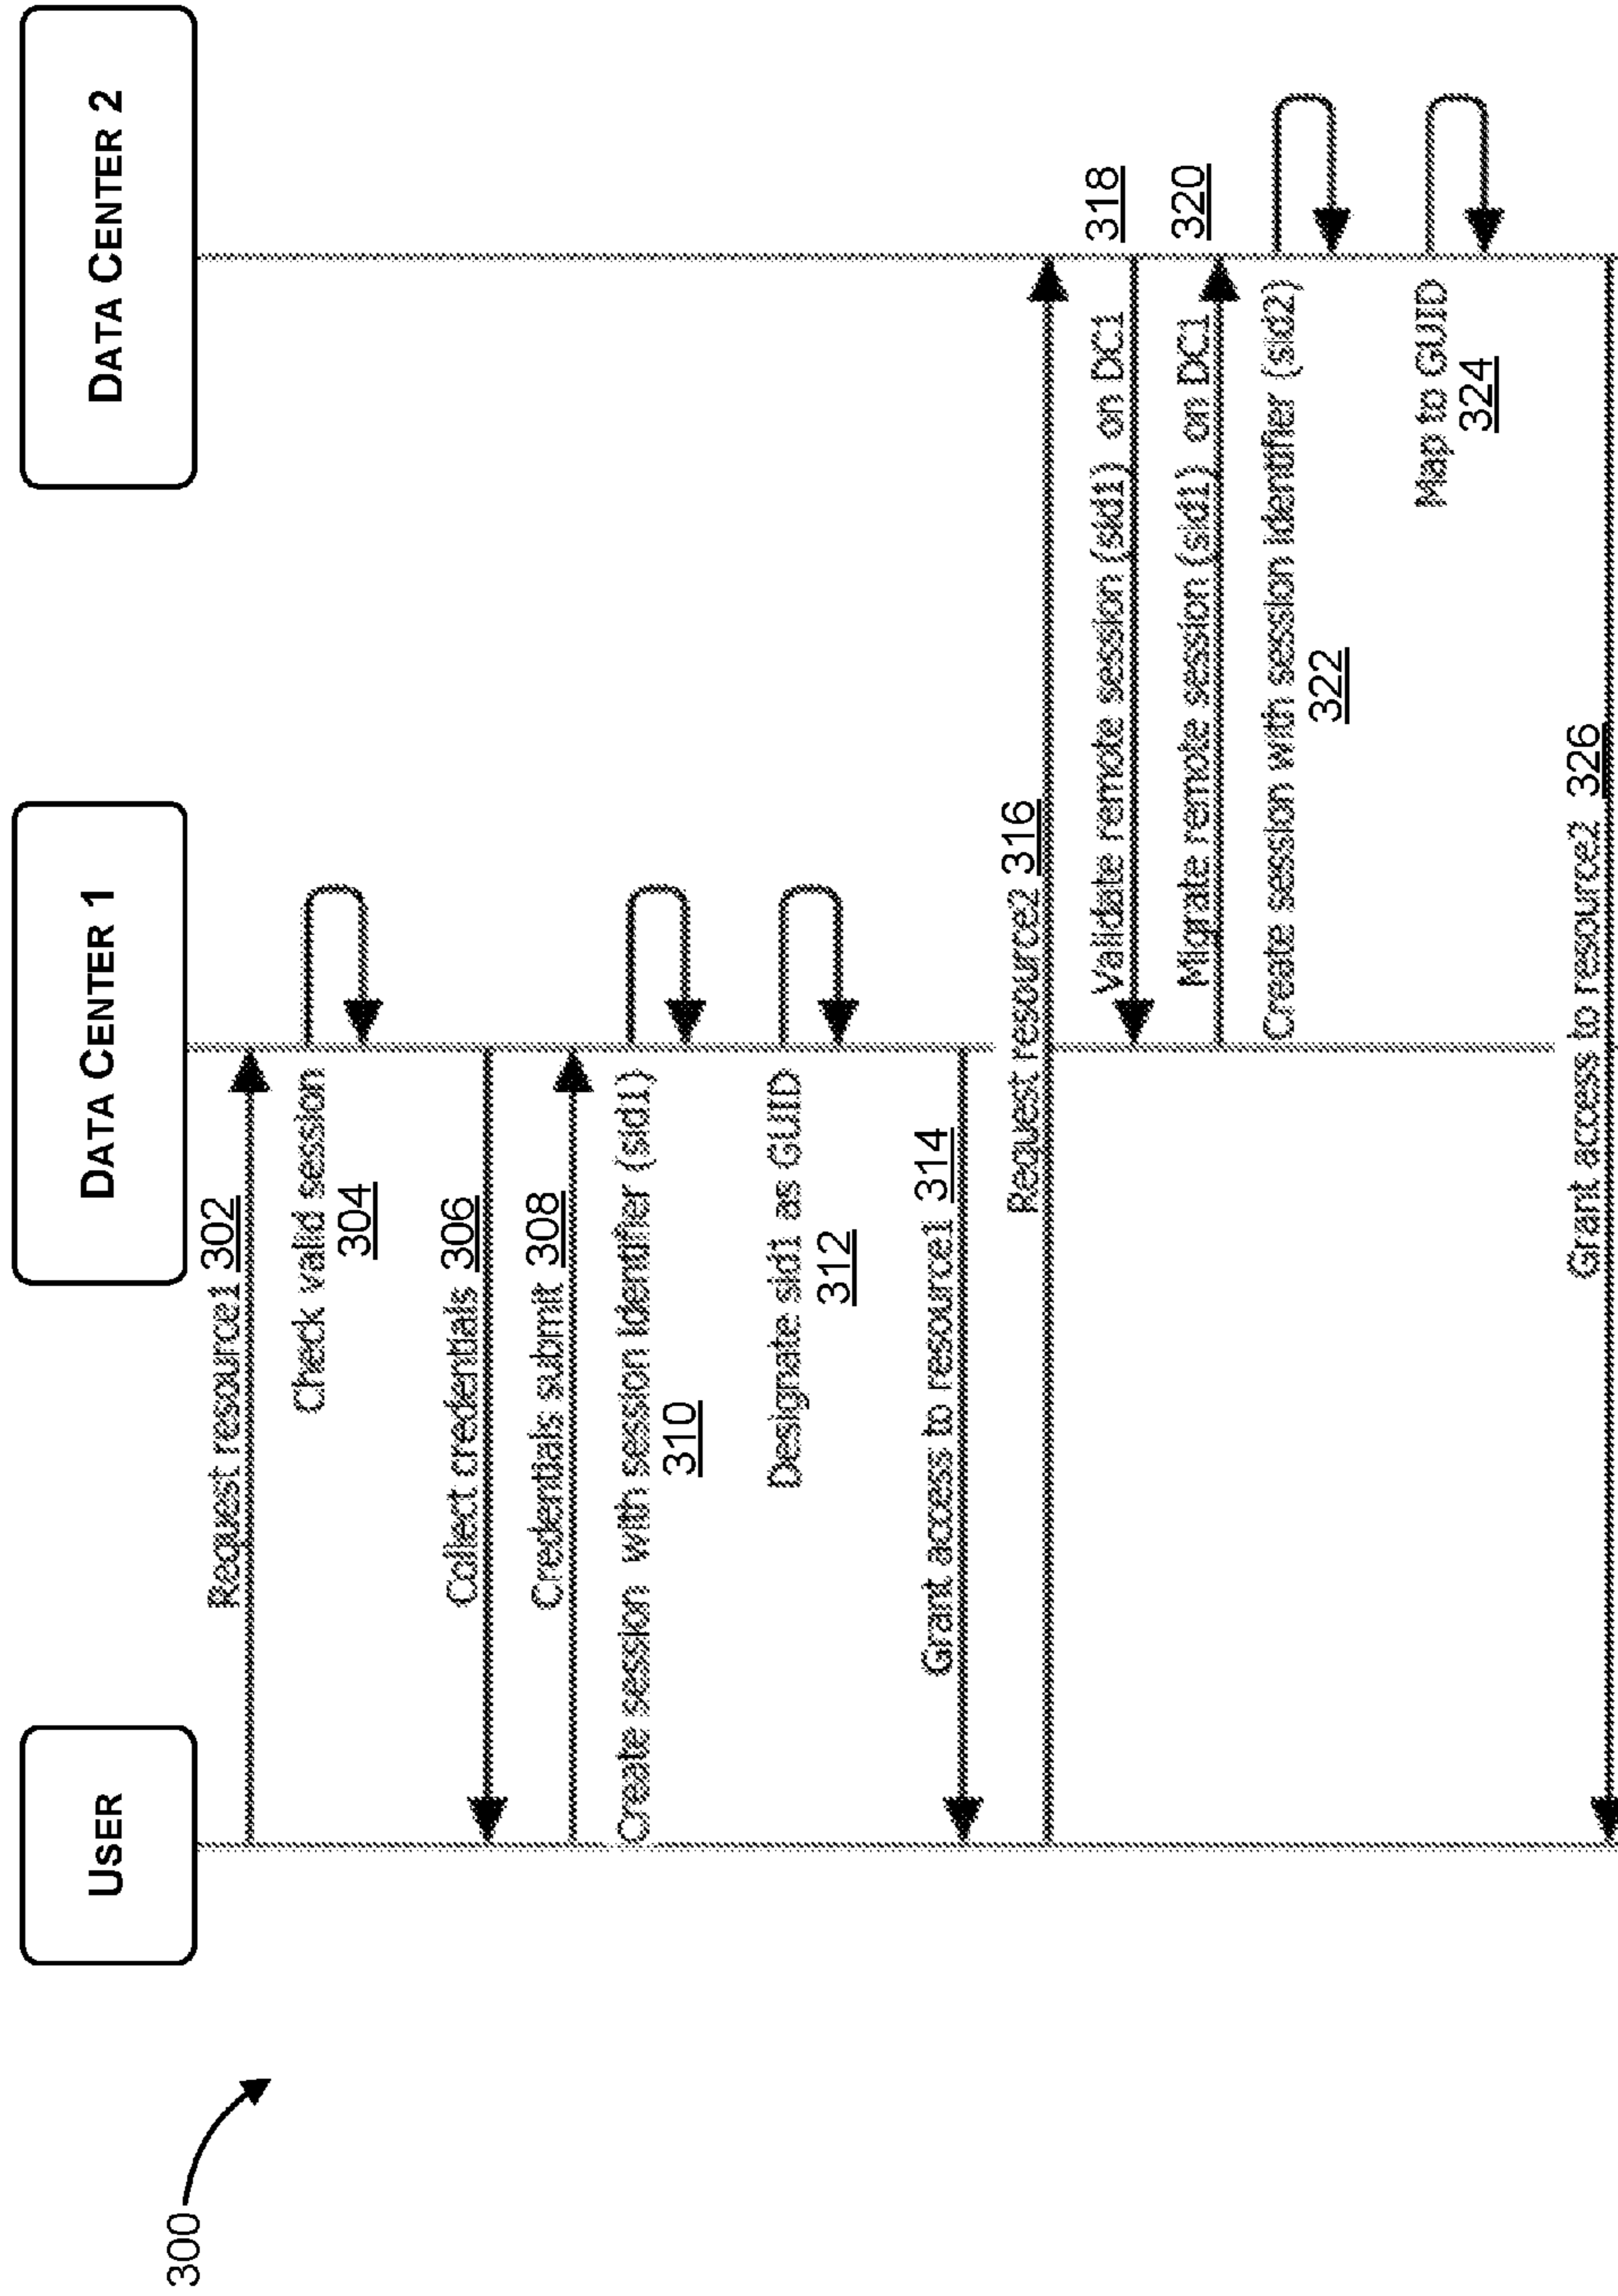 300
USER
DATA CENTER 1
DATA CENTER 2
Request resource1 302
Check valid session
304
Collect credentials 306
Credentials submit 308
Create session with session identifier (sid1)
310
Designate sid1 as GUID
312
Grant access to resource1 314
Request resource2 316
Validate remote session (sid1) on DC1 318
Migrate remote session (sid1) on DC1 320
Create session with session identifier (sid2)
322
Map to GUID
324
Grant access to resource2 326